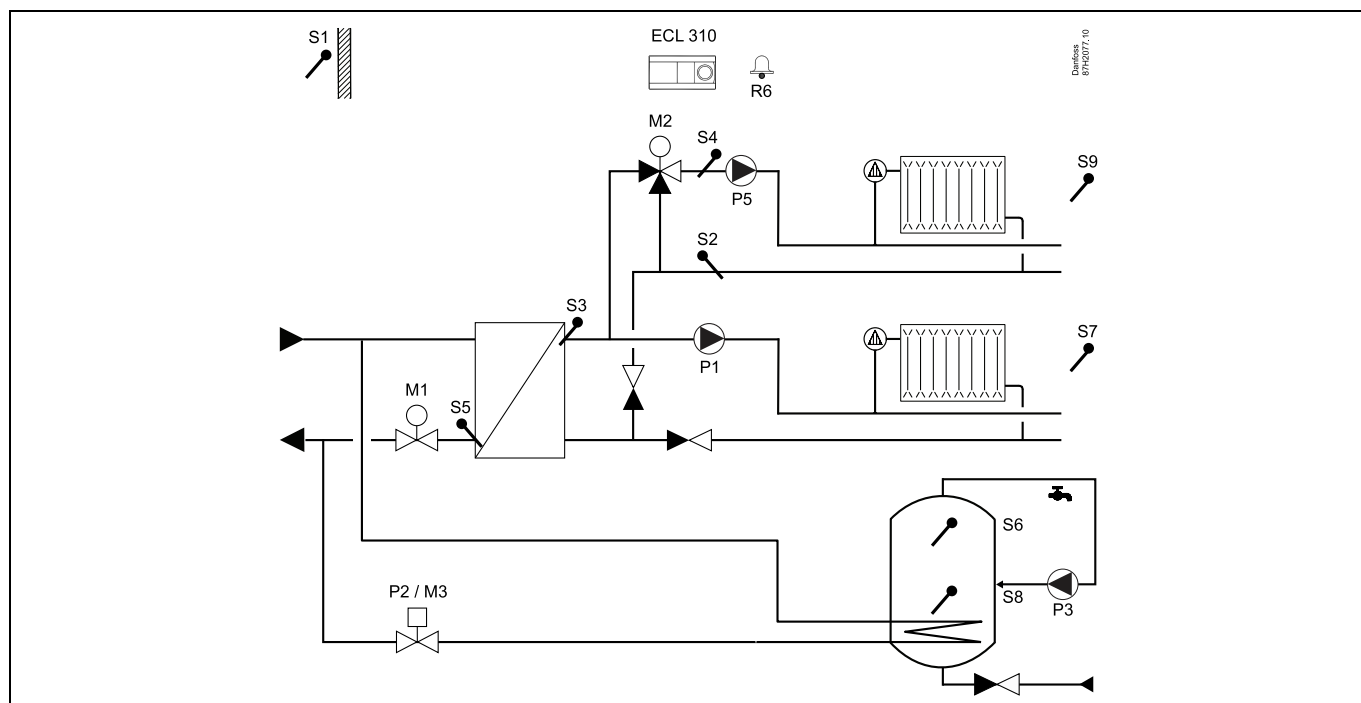 S1
ECL 310
R6
Danfoss
87H2077.10
M2
S4
P5
S9
S2
S3
P1
S7
M1
S5
S6
P2 / M3
S8
P3